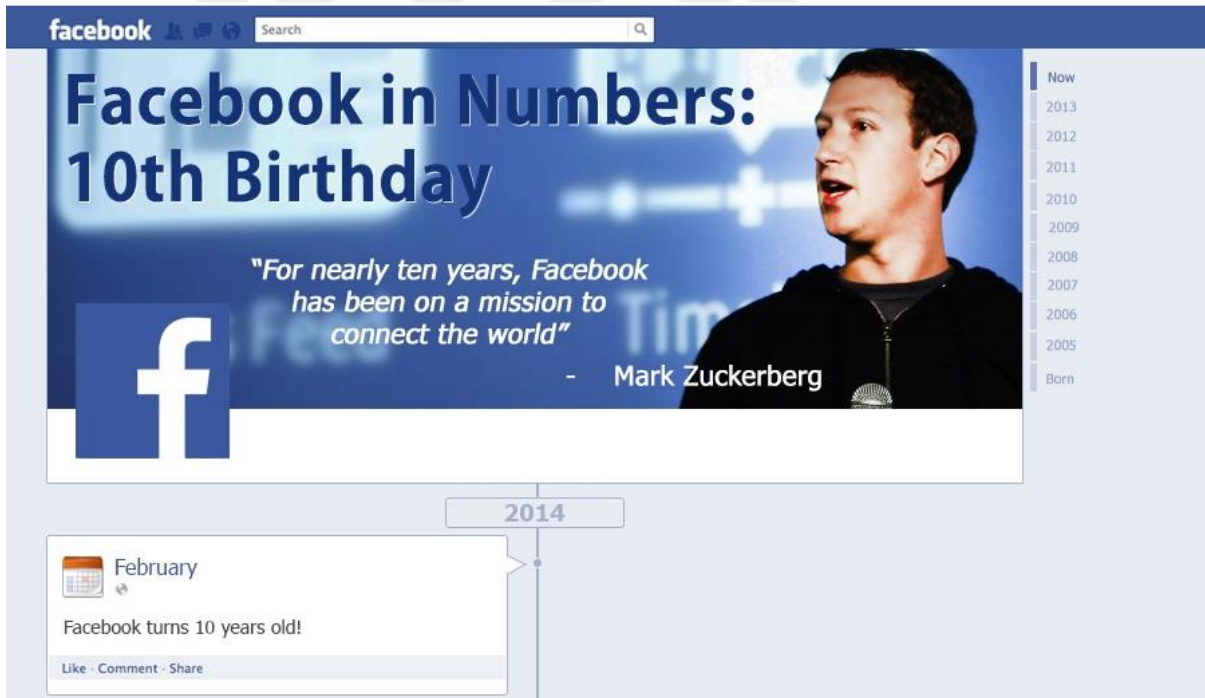 facebook Search
Facebook in Numbers:
10th Birthday
"For nearly ten years, Facebook
has been on a mission to
connect the world"
- Mark Zuckerberg
f
Now
2013
2012
2011
2010
2009
2008
2007
2006
2005
Born
2014
February
Facebook turns 10 years old!
Like · Comment · Share